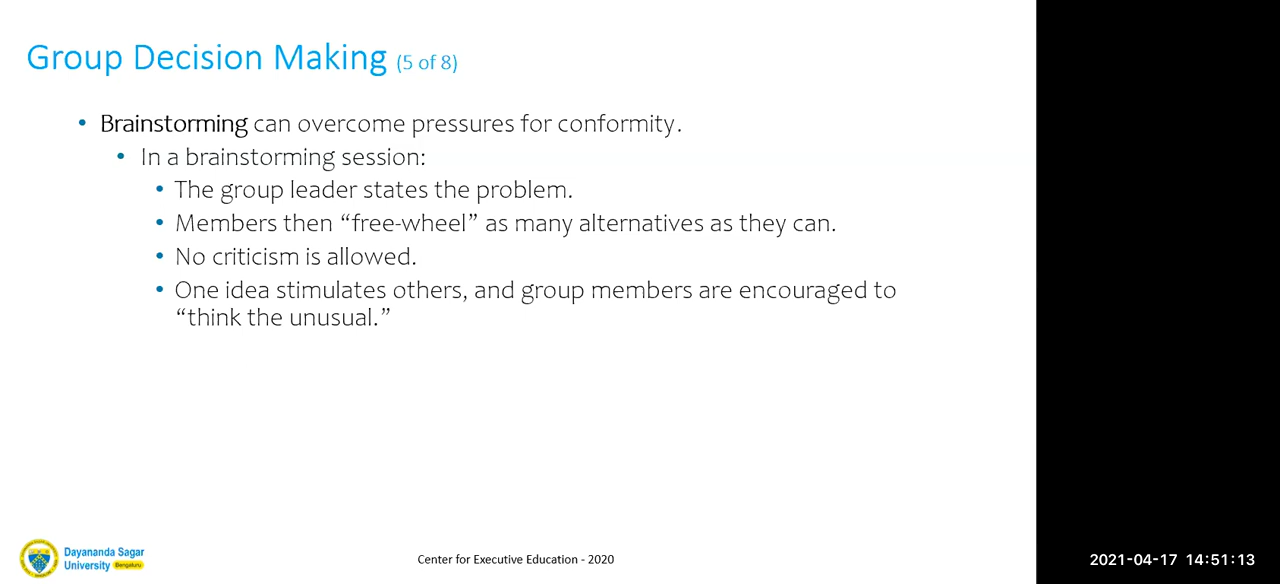 Group Decision Making (5 of 8)
• Brainstorming can overcome pressures for conformity.
• In a brainstorming session:
• The group leader states the problem.
• Members then “free-wheel” as many alternatives as they can.
• No criticism is allowed.
• One idea stimulates others, and group members are encouraged to
“think the unusual.”
Dayananda Sagar
University Bengaluru
Center for Executive Education - 2020
2021-04-17 14:51:13